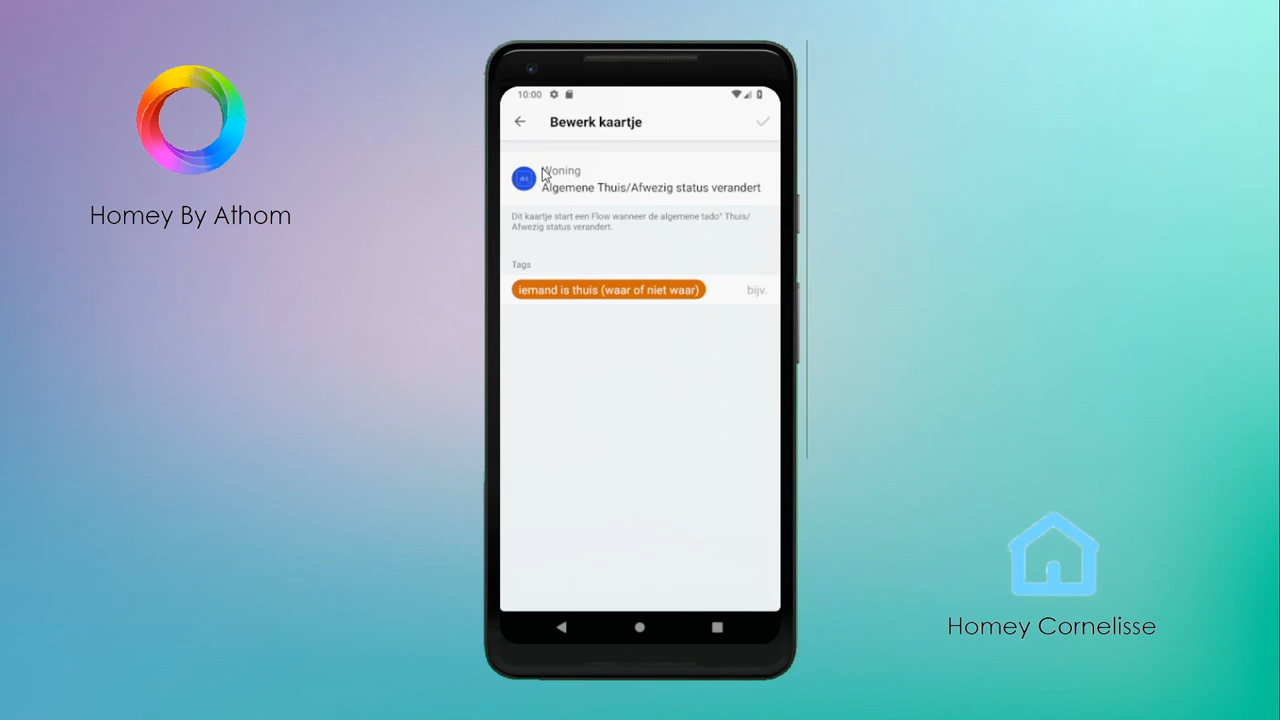 Homey By Athom
10:00
Bewerk kaartje
Woning
Algemene Thuis/Afwezig status verandert
Dit kaartje start een Flow wanneer de algemene tado° Thuis/
Afwezig status verandert.
Tags
iemand is thuis (waar of niet waar)
bijv.
Homey Cornelisse